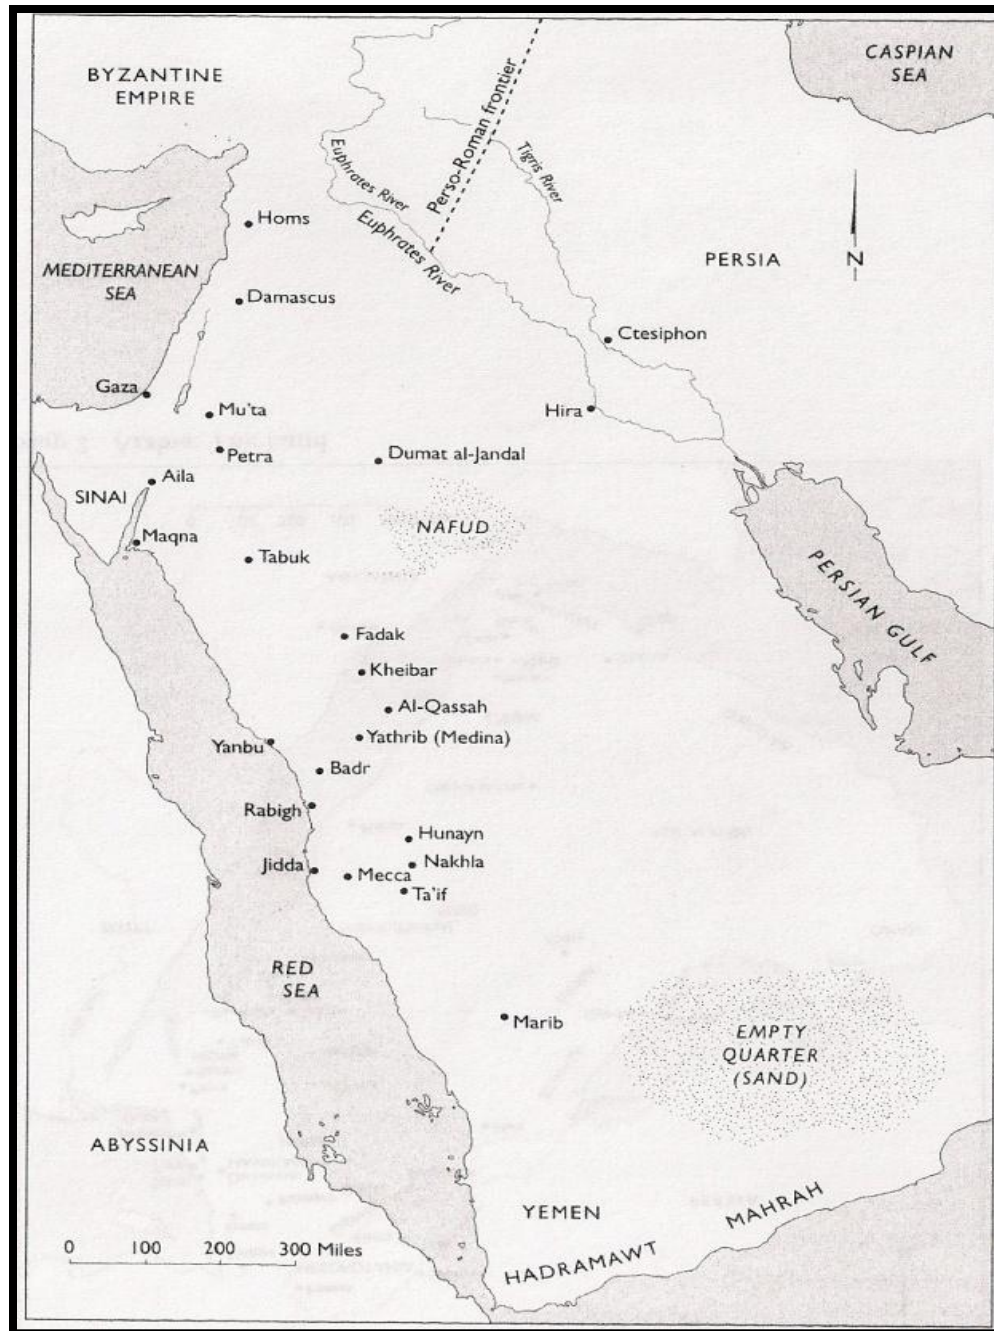 BYZANTINE
EMPIRE
CASPIAN
SEA
Perso-Roman frontier
Euphrates River
Tigris River
Euphrates River
Homs
MEDITERRANEAN
SEA
PERSIA
N
Damascus
Ctesiphon
Gaza
Mu'ta
Hira
Petra
Dumat al-Jandal
Aila
SINAI
NAFUD
Maqna
Tabuk
PERSIAN GULF
Fadak
Kheibar
Al-Qassah
Yathrib (Medina)
Yanbu
Badr
Rabigh
Hunayn
Nakhla
Jidda
Mecca
Ta'if
RED
SEA
Marib
EMPTY
QUARTER
(SAND)
ABYSSINIA
YEMEN
MAHRAH
HADRAMAWT
0 100 200 300 Miles